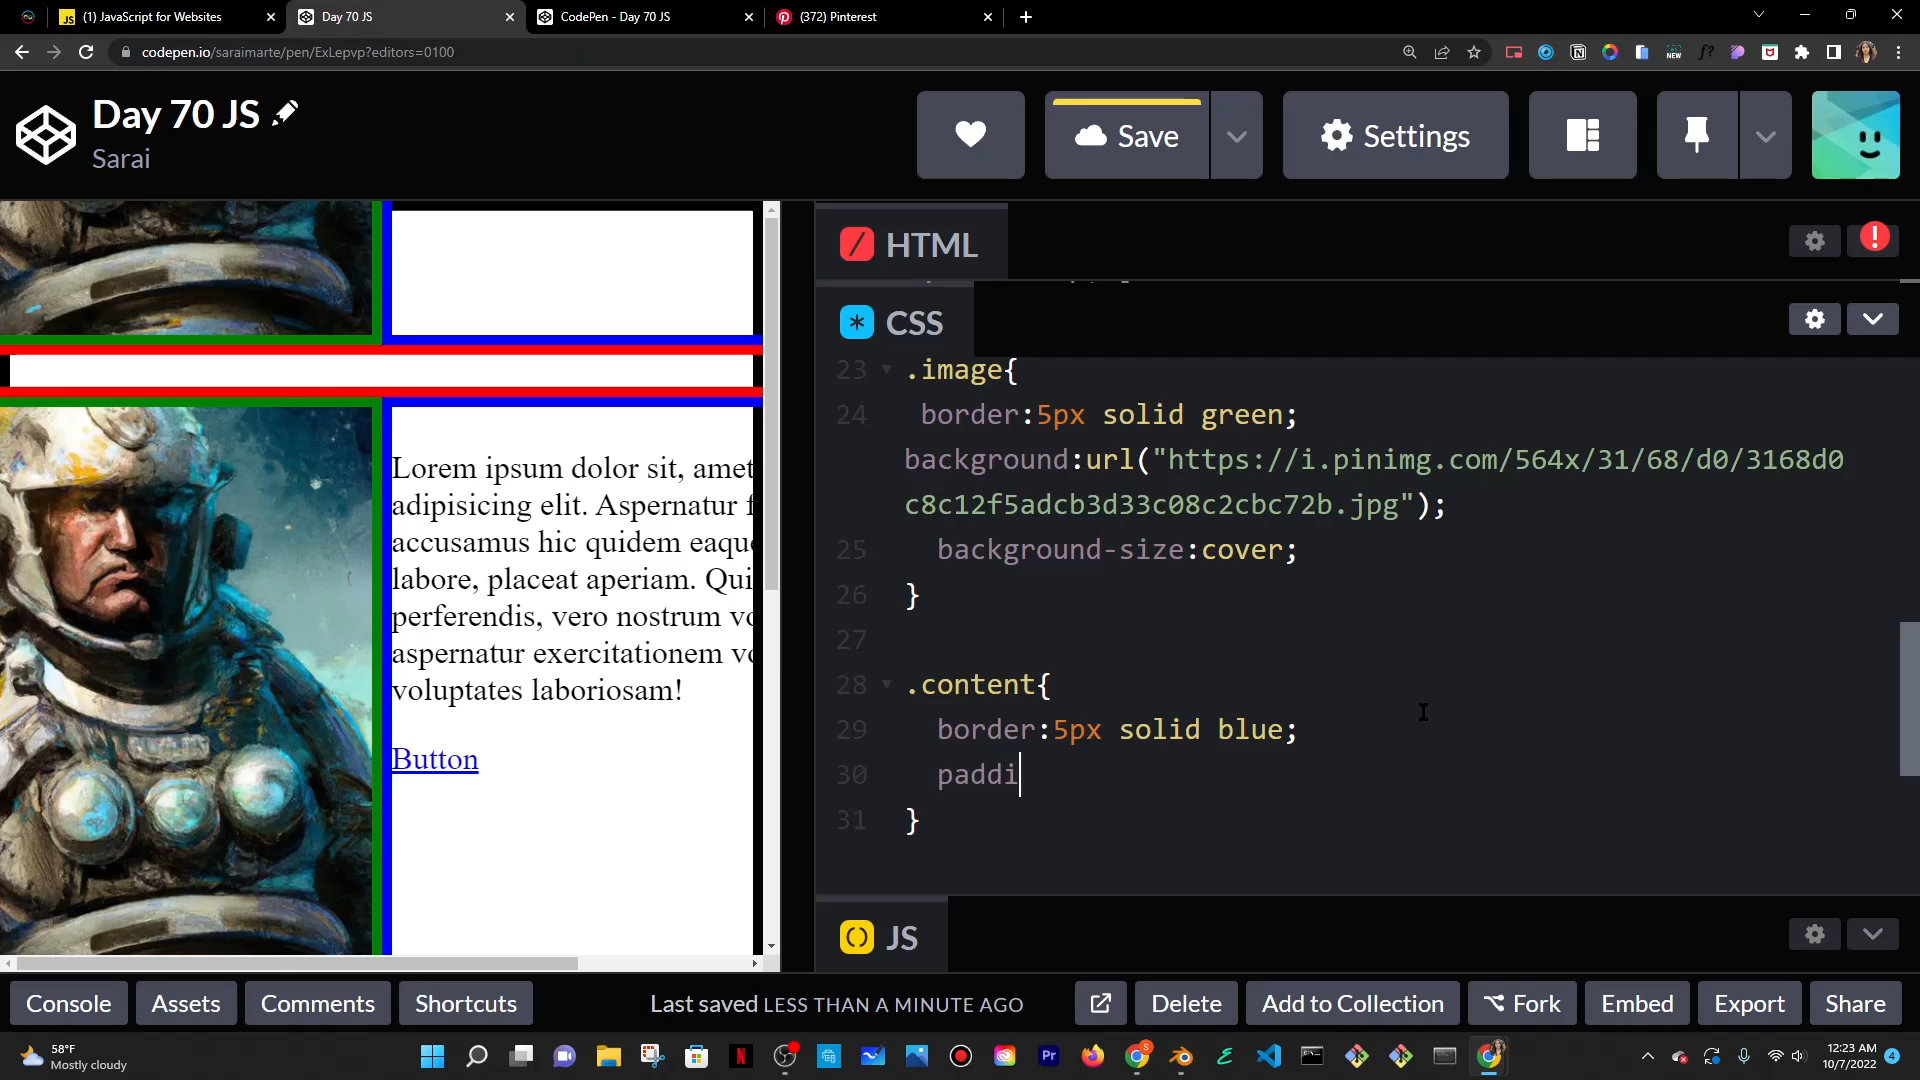 (1) JavaScript for Websites
Day 70 JS
CodePen - Day 70 JS
(372) Pinterest
codepen.io/saraimarte/pen/ExLepvp?editors=0100
Day 70 JS
Sarai
Save
Settings
HTML
CSS
23 .image{
24 border:5px solid green;
background:url("https://i.pinimg.com/564x/31/68/d0/3168d0
c8c12f5adcb3d33c08c2cbc72b.jpg");
25 background-size:cover;
26 }
27
28 .content{
29 border:5px solid blue;
30 paddi
31 }
JS
Lorem ipsum dolor sit, amet
adipisicing elit. Aspernatur
accusamus hic quidem
labore, placeat aperiam. Qui
perferendis, vero nostrum
aspernatur exercitationem
voluptates laboriosam!
Button
Console
Assets
Comments
Shortcuts
Last saved LESS THAN A MINUTE AGO
Delete
Add to Collection
Fork
Embed
Export
Share
58°F
Mostly cloudy
12:23 AM
10/7/2022
4